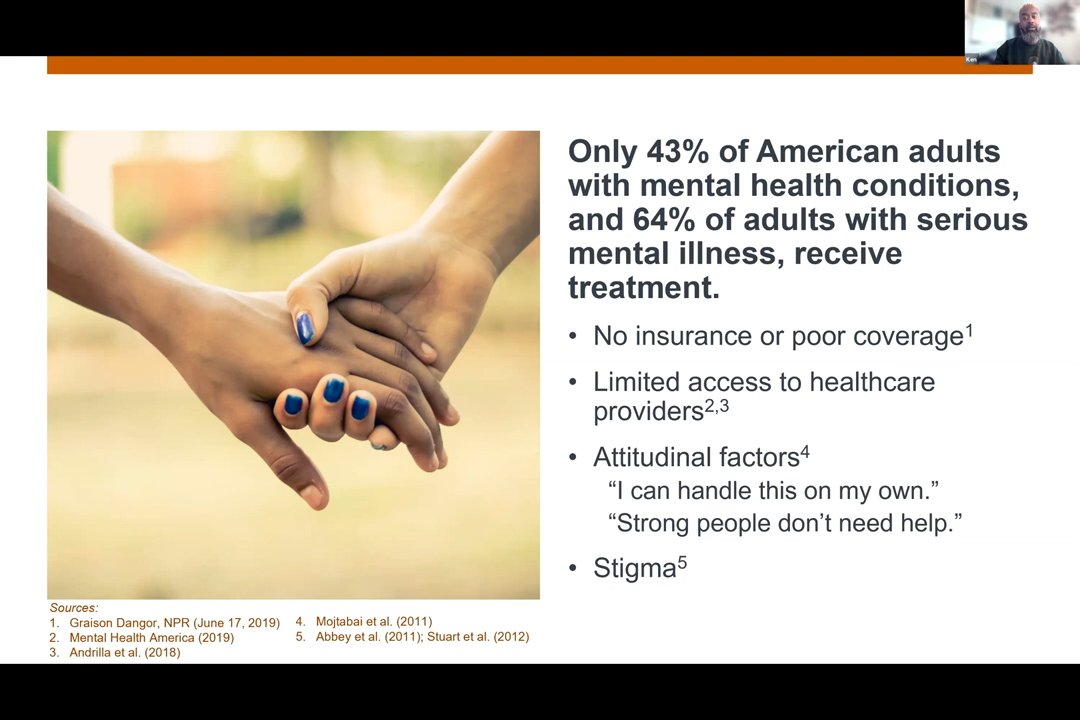 Ken
Only 43% of American adults
with mental health conditions,
and 64% of adults with serious
mental illness, receive
treatment.
• No insurance or poor coverage1
• Limited access to healthcare
providers2,3
• Attitudinal factors4
“I can handle this on my own.”
“Strong people don’t need help.”
• Stigma5
Sources:
1. Graison Dangor, NPR (June 17, 2019)
2. Mental Health America (2019)
3. Andrilla et al. (2018)
4. Mojtabai et al. (2011)
5. Abbey et al. (2011); Stuart et al. (2012)